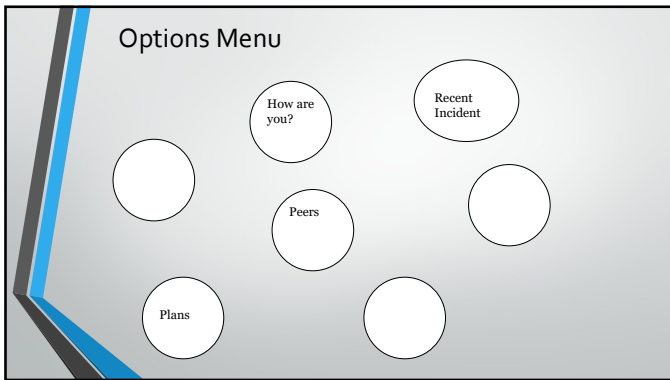 Options Menu
How are
you?
Recent
Incident
Peers
Plans